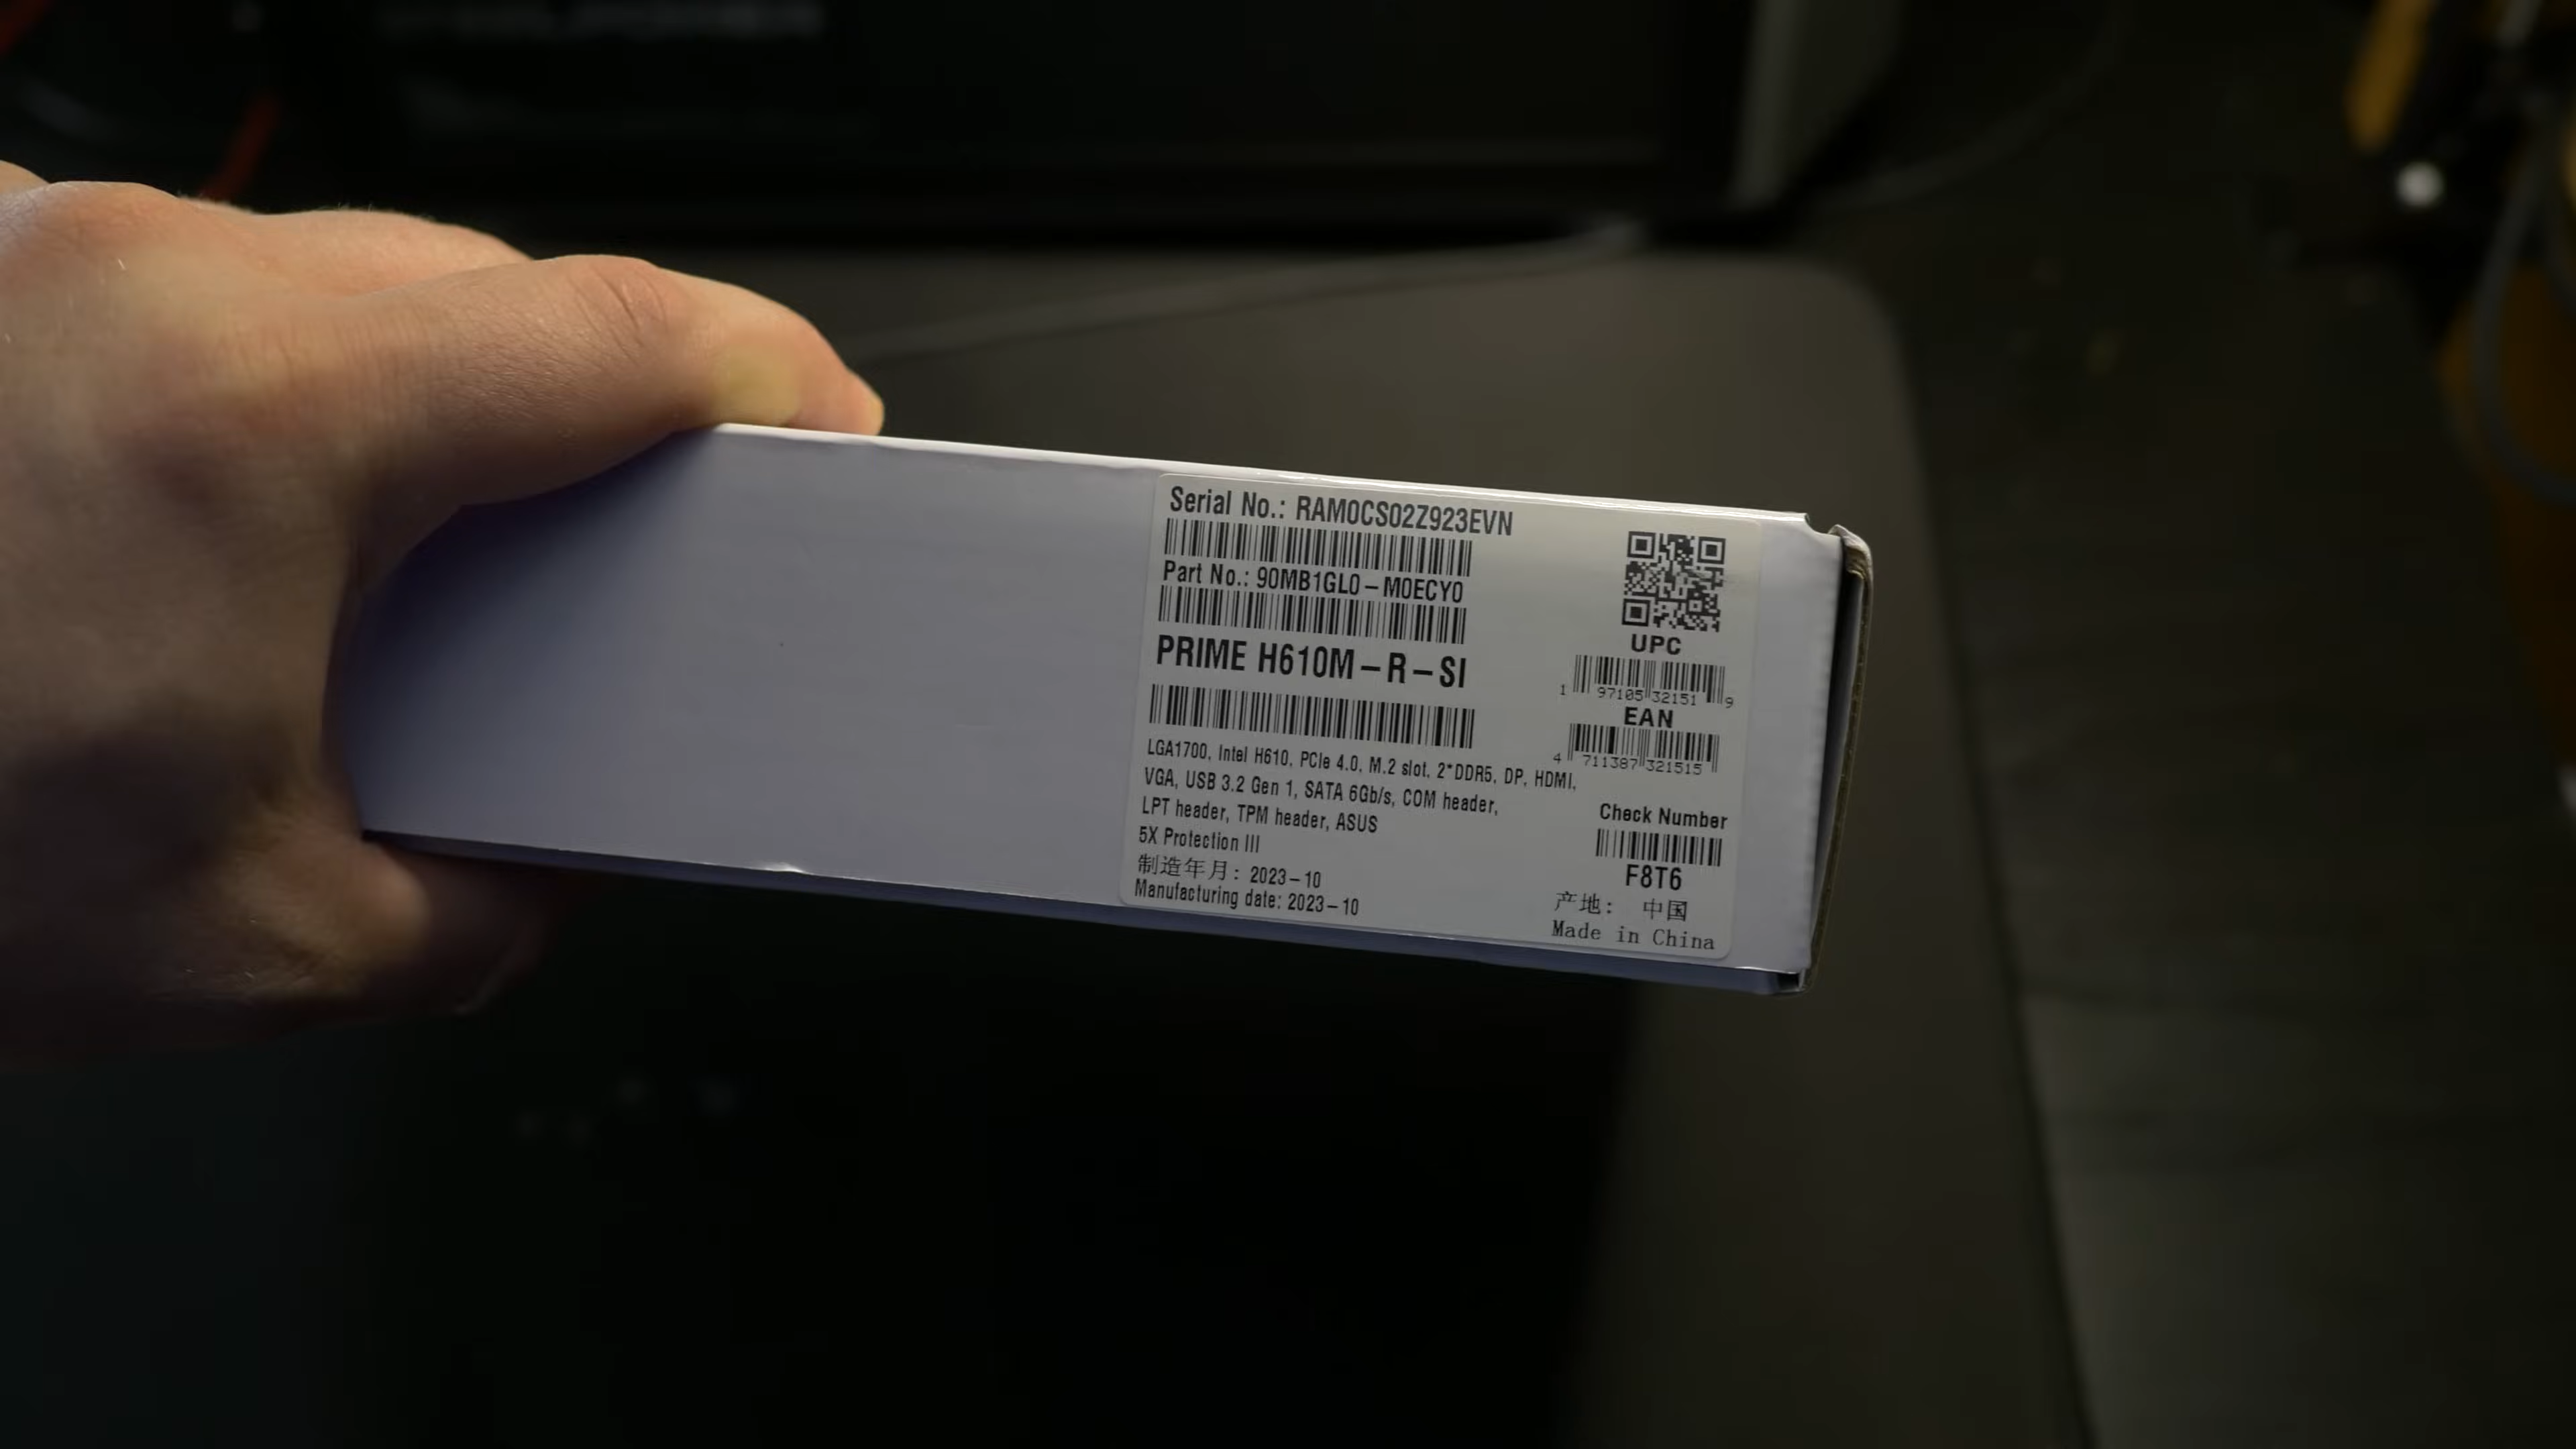 Serial No.: RAM0CS02Z923EVN
Part No.: 90MB1GL0-M0ECY0
PRIME H610M-R-SI
LGA1700, Intel H610, PCIe 4.0, M.2 slot, 2*DDR5, DP, HDMI,
VGA, USB 3.2 Gen 1, SATA 6Gb/s, COM header,
LPT header, TPM header, ASUS
5X Protection III
制造年月: 2023-10
Manufacturing date: 2023-10
UPC
1 97105 32151 9
EAN
4 711387 321515
Check Number
F8T6
产地: 中国
Made in China